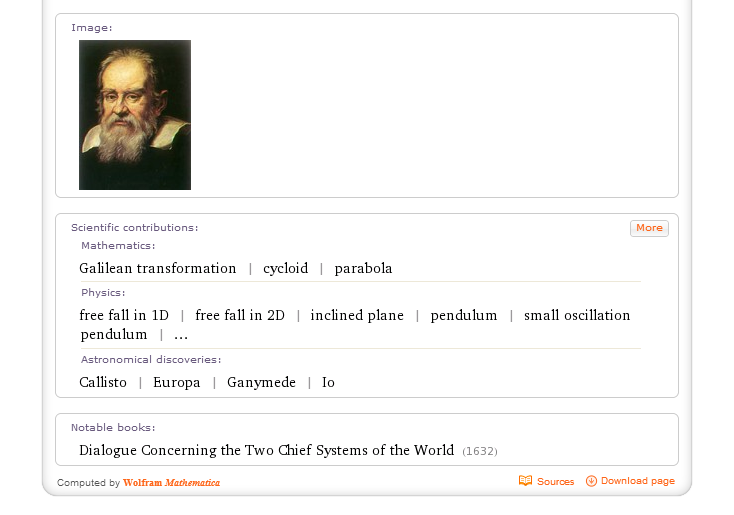 Image:
Scientific contributions:
More
Mathematics:
Galilean transformation | cycloid | parabola
Physics:
free fall in 1D | free fall in 2D | inclined plane | pendulum | small oscillation
pendulum | ...
Astronomical discoveries:
Callisto | Europa | Ganymede | Io
Notable books:
Dialogue Concerning the Two Chief Systems of the World (1632)
Computed by Wolfram Mathematica
Sources
Download page